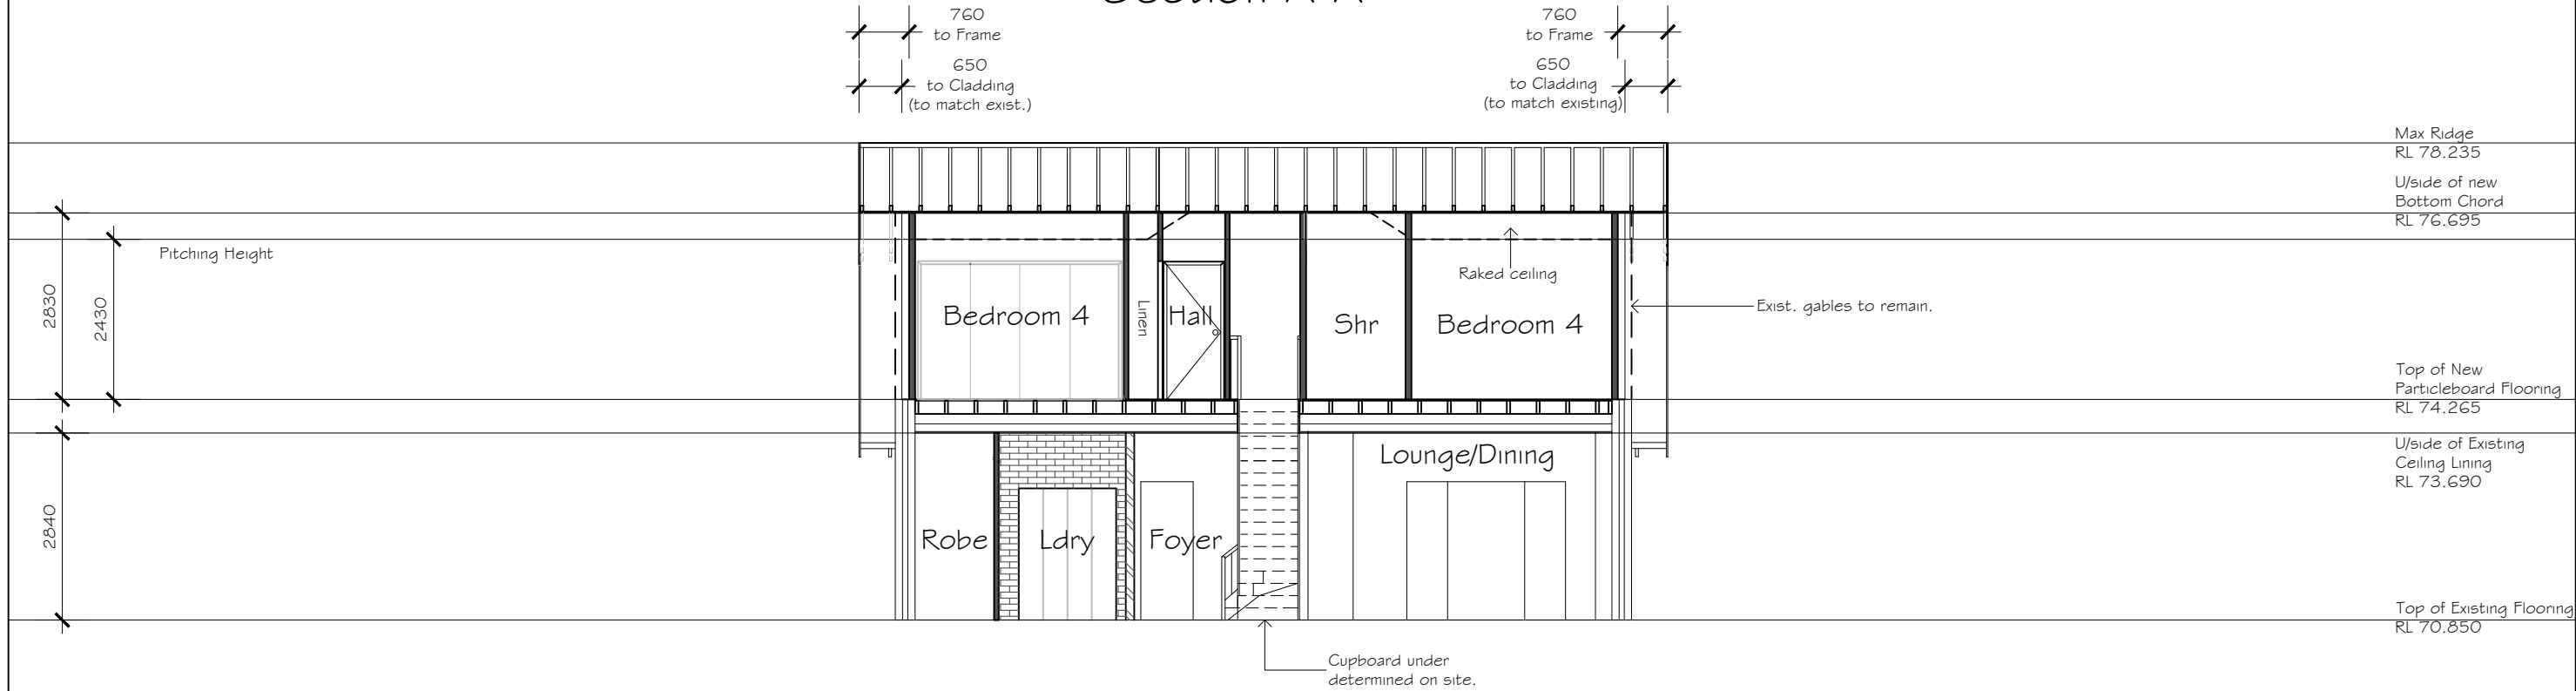 Section A-A
760
to Frame
650
to Cladding
(to match exist.)
760
to Frame
650
to Cladding
(to match existing)
Max Ridge
RL 78.235
U/side of new
Bottom Chord
RL 76.695
Pitching Height
2830
2430
Raked ceiling
Bedroom 4
Linen
Hall
Shr
Bedroom 4
Exist. gables to remain.
Top of New
Particleboard Flooring
RL 74.265
U/side of Existing
Ceiling Lining
RL 73.690
Lounge/Dining
2840
Robe
Ldry
Foyer
Top of Existing Flooring
RL 70.850
Cupboard under
determined on site.